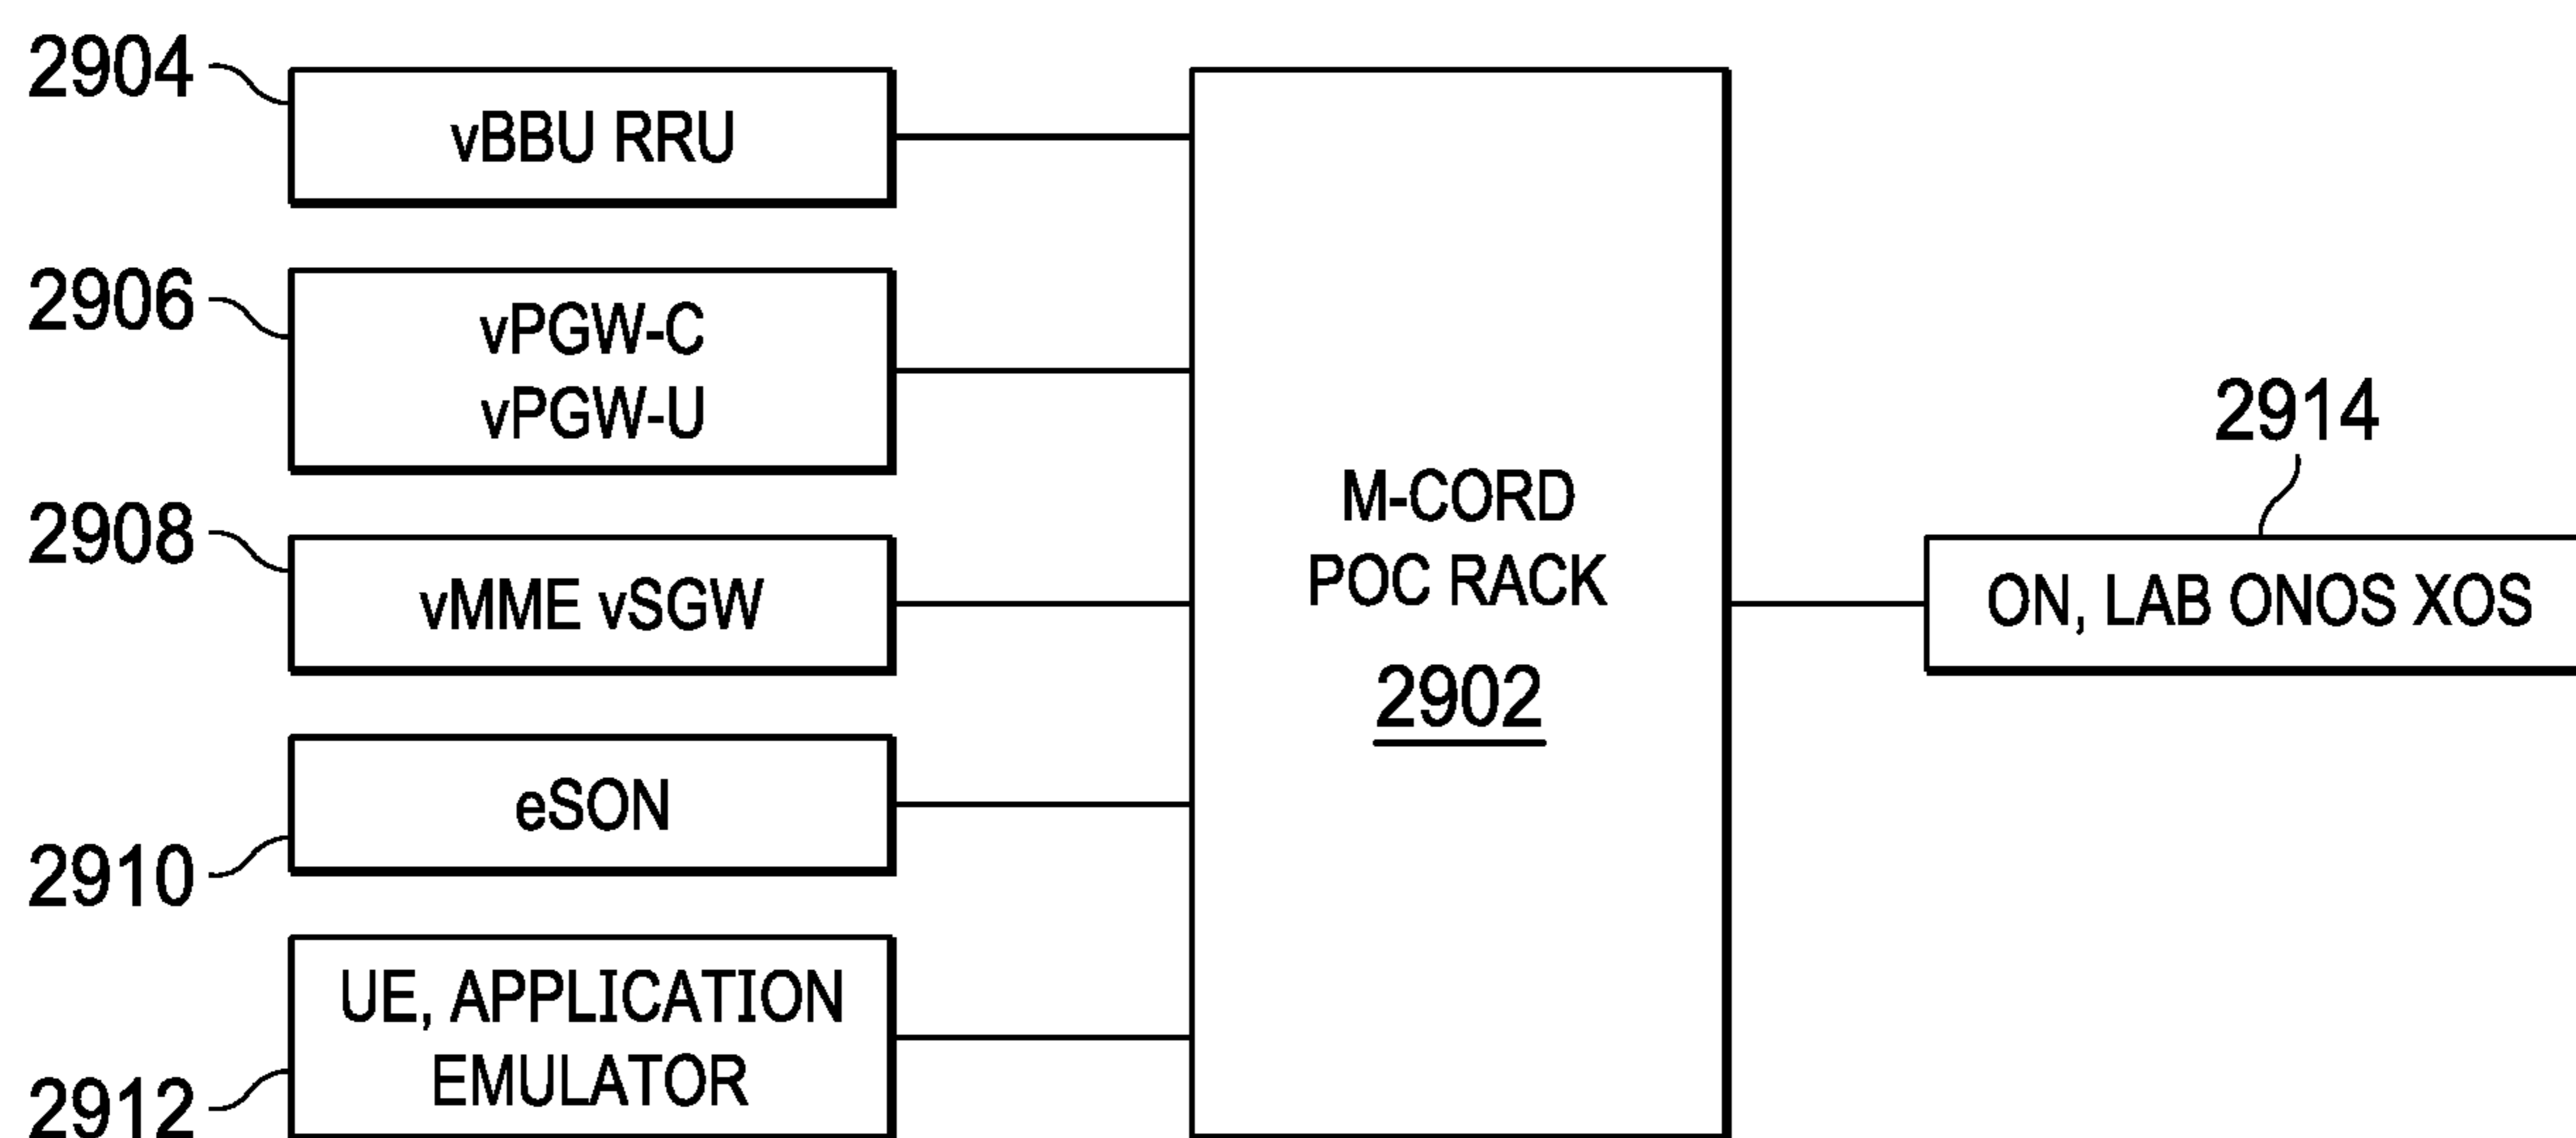 2904
vBBU RRU
2906
vPGW-C
vPGW-U
2908
vMME vSGW
2910
eSON
2912
UE, APPLICATION
EMULATOR
M-CORD
POC RACK
2902
2914
ON, LAB ONOS XOS